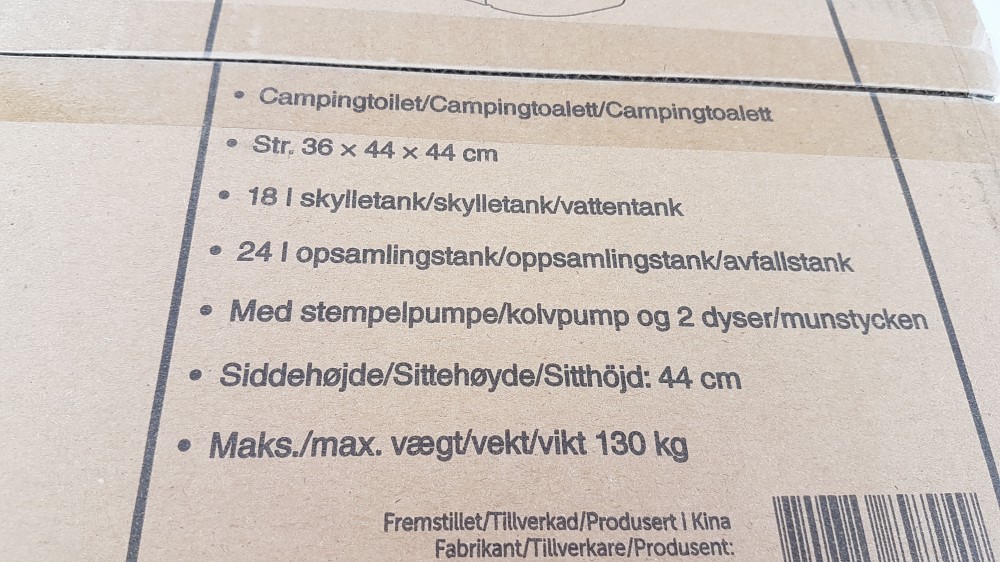 • Campingtoilet/Campingtoalett/Campingtoalett
• Str. 36 x 44 x 44 cm
• 18 l skylletank/skylletank/vattentank
• 24 l opsamlingstank/oppsamlingstank/avfallstank
• Med stempelpumpe/kolvpump og 2 dyser/munstycken
• Siddehøjde/Sittehøyde/Sitthöjd: 44 cm
• Maks./max. vægt/vekt/vikt 130 kg
Fremstillet/Tillverkad/Produsert i Kina
Fabrikant/Tillverkare/Produsent: